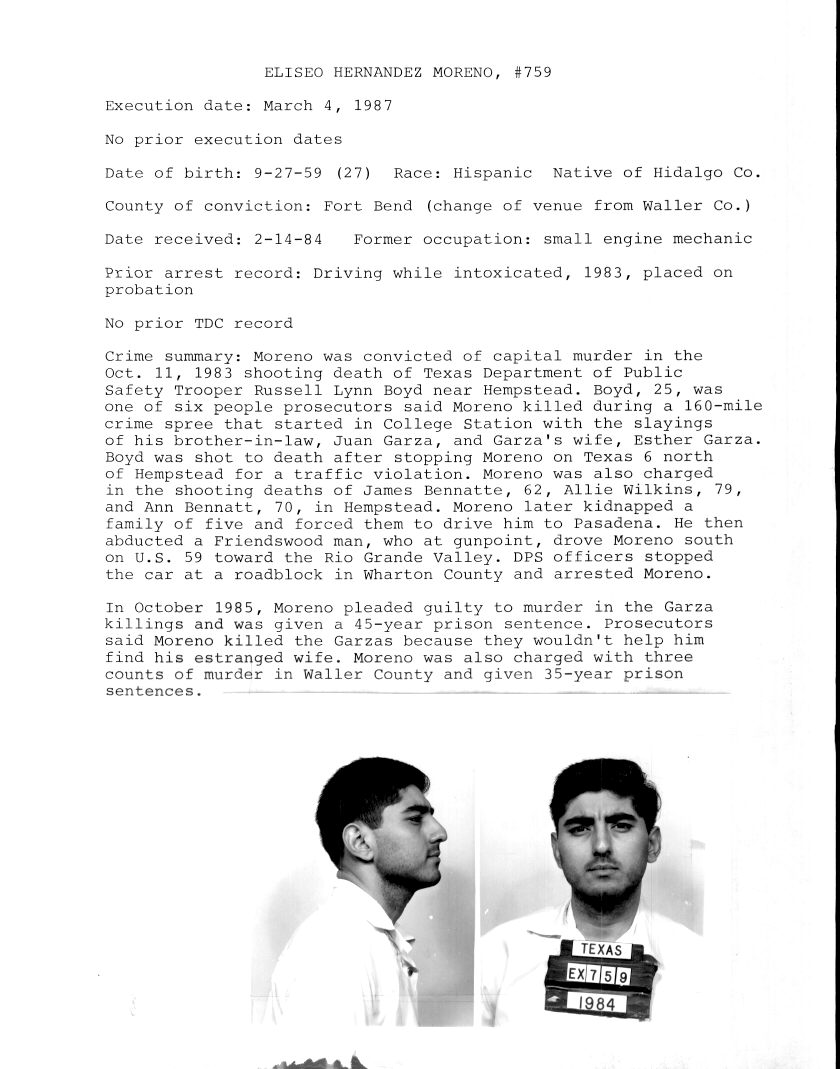 ELISEO HERNANDEZ MORENO, #759
Execution date: March 4, 1987
No prior execution dates
Date of birth: 9-27-59 (27)  Race: Hispanic  Native of Hidalgo Co.
County of conviction: Fort Bend (change of venue from Waller Co.)
Date received: 2-14-84   Former occupation: small engine mechanic
Prior arrest record: Driving while intoxicated, 1983, placed on
probation
No prior TDC record
Crime summary: Moreno was convicted of capital murder in the
Oct. 11, 1983 shooting death of Texas Department of Public
Safety Trooper Russell Lynn Boyd near Hempstead. Boyd, 25, was
one of six people prosecutors said Moreno killed during a 160-mile
crime spree that started in College Station with the slayings
of his brother-in-law, Juan Garza, and Garza's wife, Esther Garza.
Boyd was shot to death after stopping Moreno on Texas 6 north
of Hempstead for a traffic violation. Moreno was also charged
in the shooting deaths of James Bennatte, 62, Allie Wilkins, 79,
and Ann Bennatt, 70, in Hempstead. Moreno later kidnapped a
family of five and forced them to drive him to Pasadena. He then
abducted a Friendswood man, who at gunpoint, drove Moreno south
on U.S. 59 toward the Rio Grande Valley. DPS officers stopped
the car at a roadblock in Wharton County and arrested Moreno.
In October 1985, Moreno pleaded guilty to murder in the Garza
killings and was given a 45-year prison sentence. Prosecutors
said Moreno killed the Garzas because they wouldn't help him
find his estranged wife. Moreno was also charged with three
counts of murder in Waller County and given 35-year prison
sentences.
TEXAS
EX 759
1984